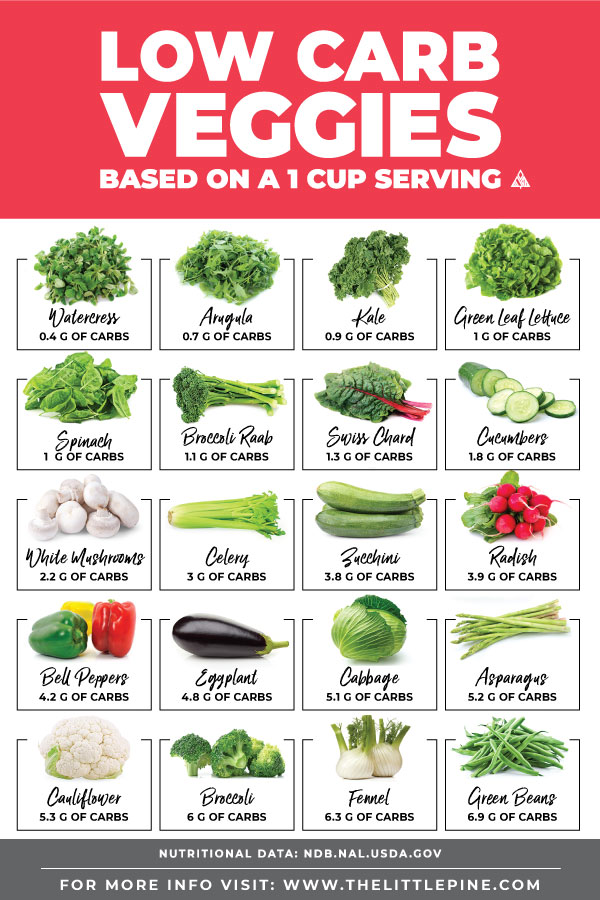 LOW CARB
VEGGIES
BASED ON A 1 CUP SERVING
Watercress
0.4 G OF CARBS
Arugula
0.7 G OF CARBS
Kale
0.9 G OF CARBS
Green Leaf Lettuce
1 G OF CARBS
Spinach
1 G OF CARBS
Broccoli Raab
1.1 G OF CARBS
Swiss Chard
1.3 G OF CARBS
Cucumbers
1.8 G OF CARBS
White Mushrooms
2.2 G OF CARBS
Celery
3 G OF CARBS
Zucchini
3.8 G OF CARBS
Radish
3.9 G OF CARBS
Bell Peppers
4.2 G OF CARBS
Eggplant
4.8 G OF CARBS
Cabbage
5.1 G OF CARBS
Asparagus
5.2 G OF CARBS
Cauliflower
5.3 G OF CARBS
Broccoli
6 G OF CARBS
Fennel
6.3 G OF CARBS
Green Beans
6.9 G OF CARBS
NUTRITIONAL DATA: NDB.NAL.USDA.GOV
FOR MORE INFO VISIT: WWW.THELITTLEPINE.COM